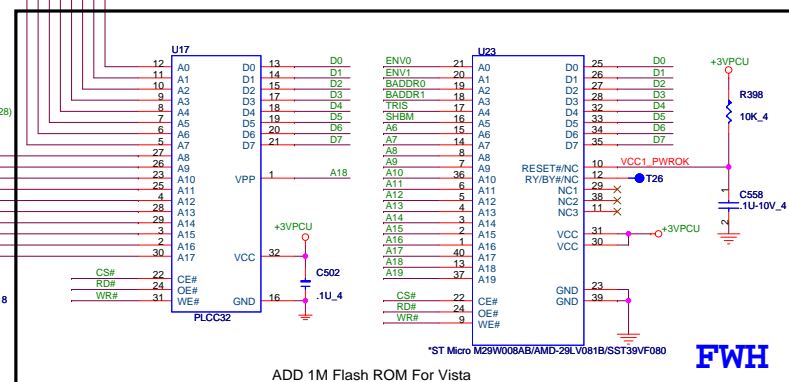 U17
12 A0 D0 13 D0
11 A1 D1 14 D1
10 A2 D2 15 D2
9 A3 D3 17 D3
8 A4 D4 18 D4
7 A5 D5 19 D5
6 A6 D6 20 D6
5 A7 D7 21 D7
27 A8
26 A9
23 A10 VPP 1 A18
25 A11
4 A12
28 A13
29 A14
3 A15
2 A16
30 A17 VCC 32
+3VPCU
C502
.1U_4
CS# 22 CE#
RD# 24 OE#
WR# 31 WE# GND 16
PLCC32
28)
8
U23
ENV0 21 A0 D0 25 D0
ENV1 20 A1 D1 26 D1
BADDR0 19 A2 D2 27 D2
BADDR1 18 A3 D3 28 D3
TRIS 17 A4 D4 32 D4
SHBM 16 A5 D5 33 D5
A6 15 A6 D6 34 D6
A7 14 A7 D7 35 D7
A8 8 A8
A9 7 A9 RESET#/NC 10 VCC1_PWROK
A10 36 A10 RY/BY#/NC 12 T26
A11 6 A11 NC1 29
A12 5 A12 NC2 38
A13 4 A13 NC3 11
A14 3 A14
A15 2 A15 VCC 31 +3VPCU
A16 1 A16 VCC 30
A17 40 A17
A18 13 A18
A19 37 A19
GND 23
CS# 22 CE# GND 39
RD# 24 OE#
WR# 9 WE#
+3VPCU
R398
10K_4
1
C558
.1U-10V_4
2
*ST Micro M29W008AB/AMD-29LV081B/SST39VF080
FWH
ADD 1M Flash ROM For Vista